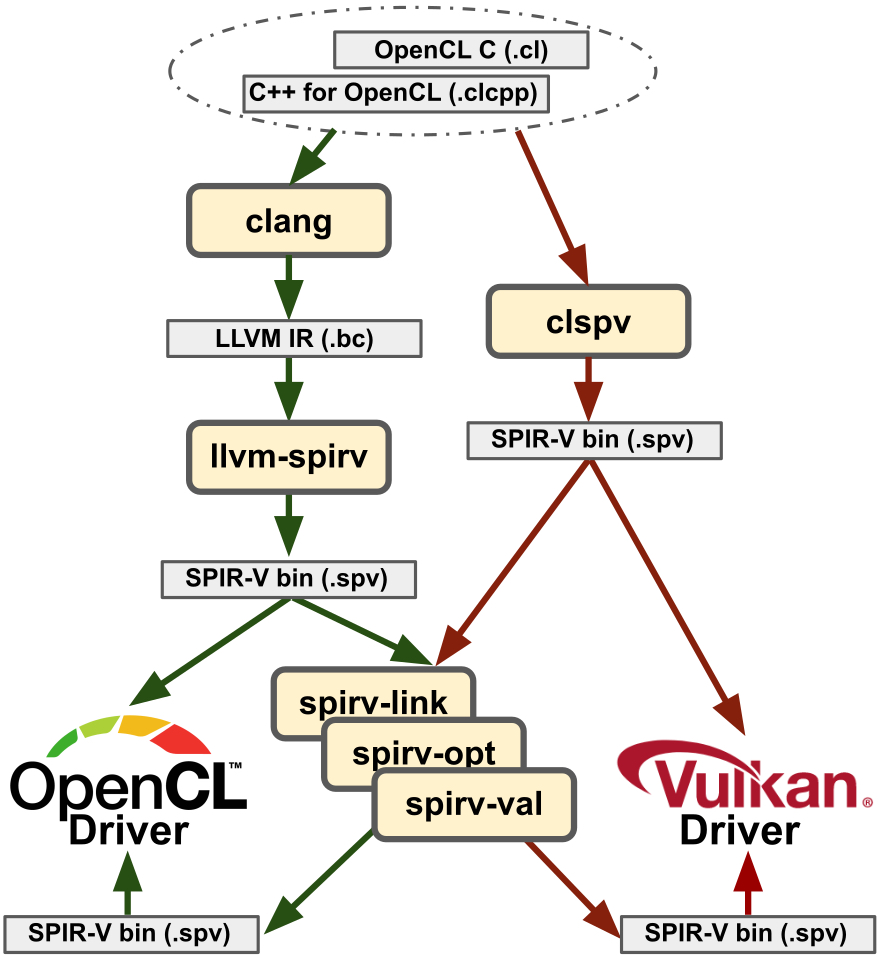 OpenCL C (.cl)
C++ for OpenCL (.clcpp)
clang
clspv
LLVM IR (.bc)
SPIR-V bin (.spv)
llvm-spirv
SPIR-V bin (.spv)
spirv-link
spirv-opt
spirv-val
OpenCL™
Driver
Vulkan®
Driver
SPIR-V bin (.spv)
SPIR-V bin (.spv)